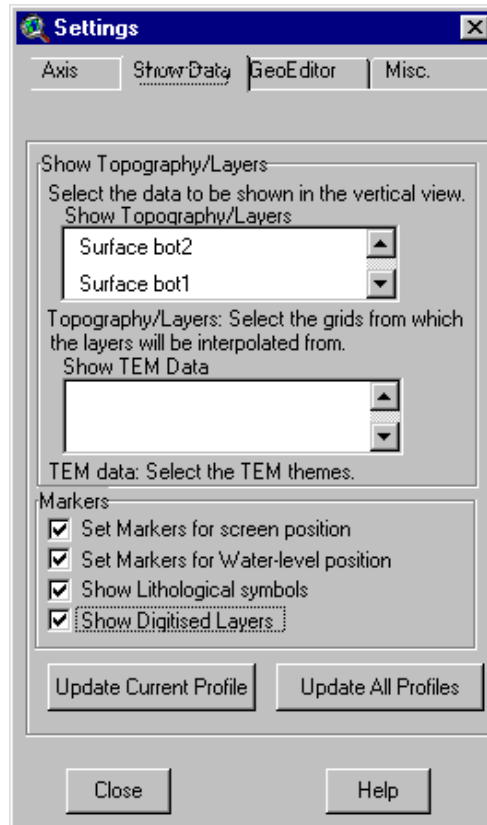 Settings
Axis Show Data GeoEditor Misc.
Show Topography/Layers
Select the data to be shown in the vertical view.
Show Topography/Layers
Surface bot2
Surface bot1
Topography/Layers: Select the grids from which
the layers will be interpolated from.
Show TEM Data
TEM data: Select the TEM themes.
Markers
Set Markers for screen position
Set Markers for Water-level position
Show Lithological symbols
Show Digitised Layers
Update Current Profile Update All Profiles
Close Help